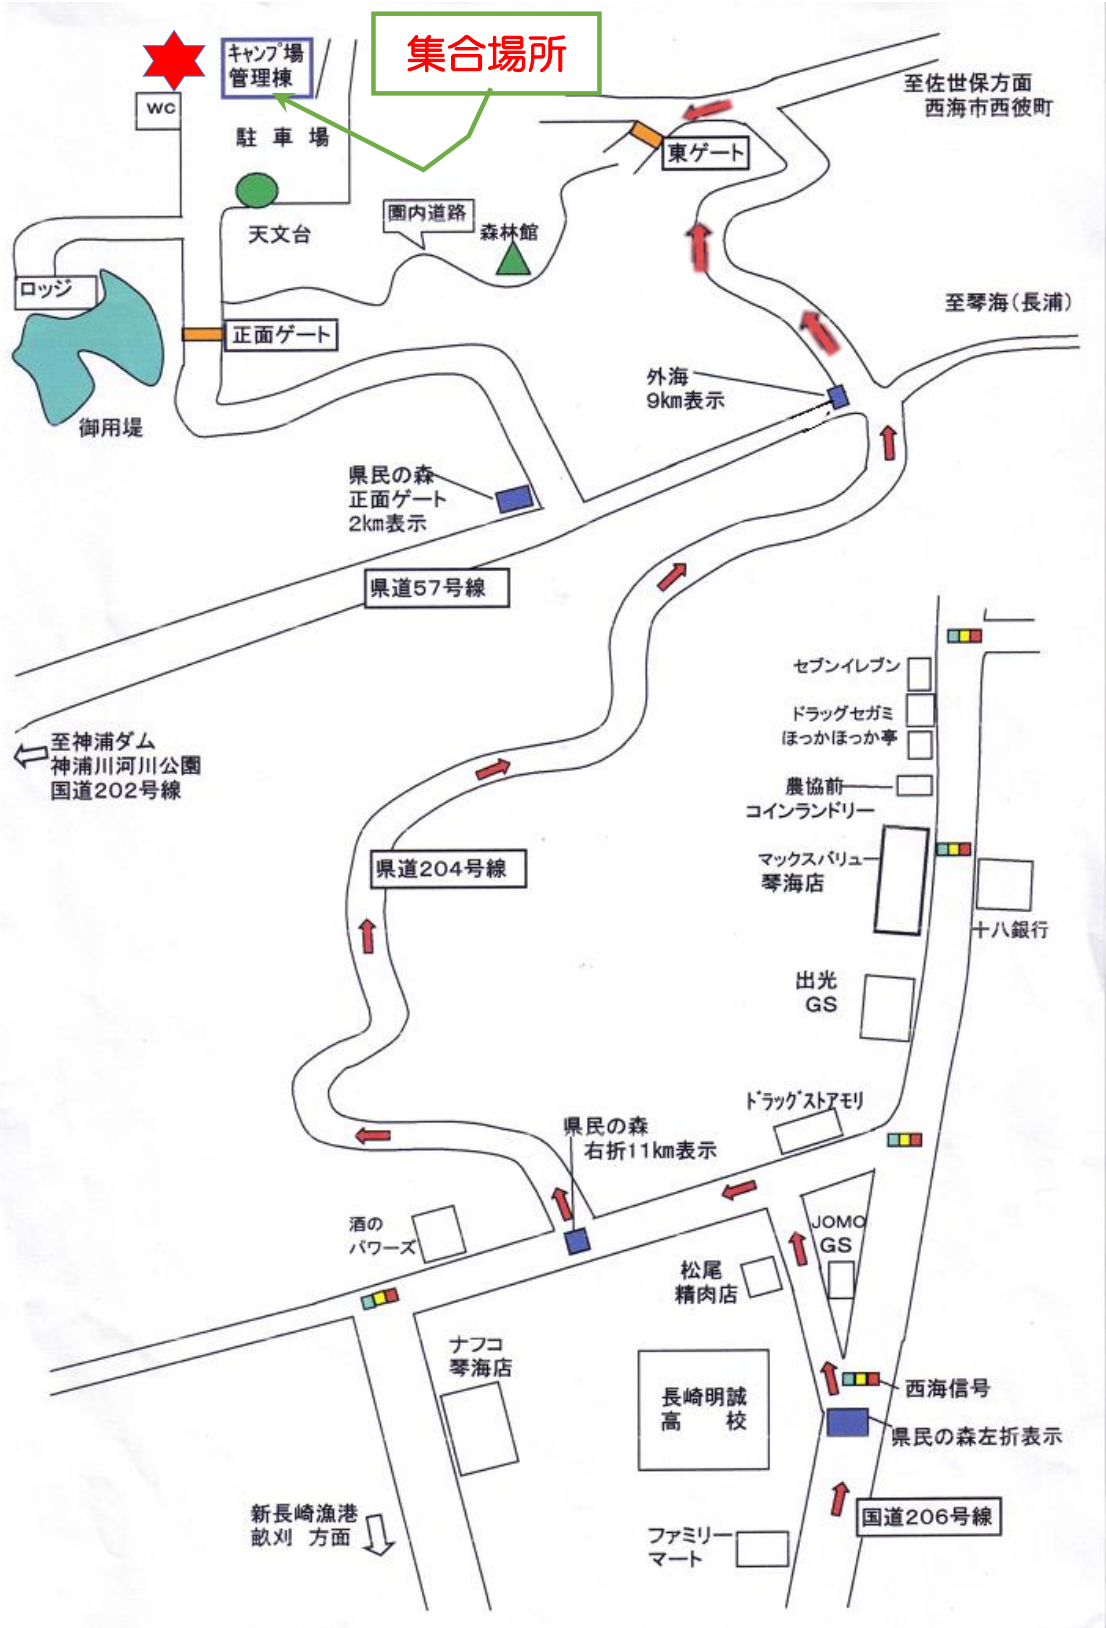 集合場所
キャンプ場
管理棟
WC
駐車場
至佐世保方面
西海市西彼町
東ゲート
天文台
園内道路
森林館
ロッジ
正面ゲート
至琴海(長浦)
御用堤
外海
9km表示
県民の森
正面ゲート
2km表示
県道57号線
至神浦ダム
神浦川河川公園
国道202号線
セブンイレブン
ドラッグセガミ
ほっかほっか亭
農協前
コインランドリー
マックスバリュー
琴海店
県道204号線
十八銀行
出光
GS
ドラッグストアモリ
県民の森
右折11km表示
酒の
パワーズ
JOMO
GS
松尾
精肉店
ナフコ
琴海店
長崎明誠
高校
西海信号
県民の森左折表示
新長崎漁港
畝刈 方面
国道206号線
ファミリー
マート